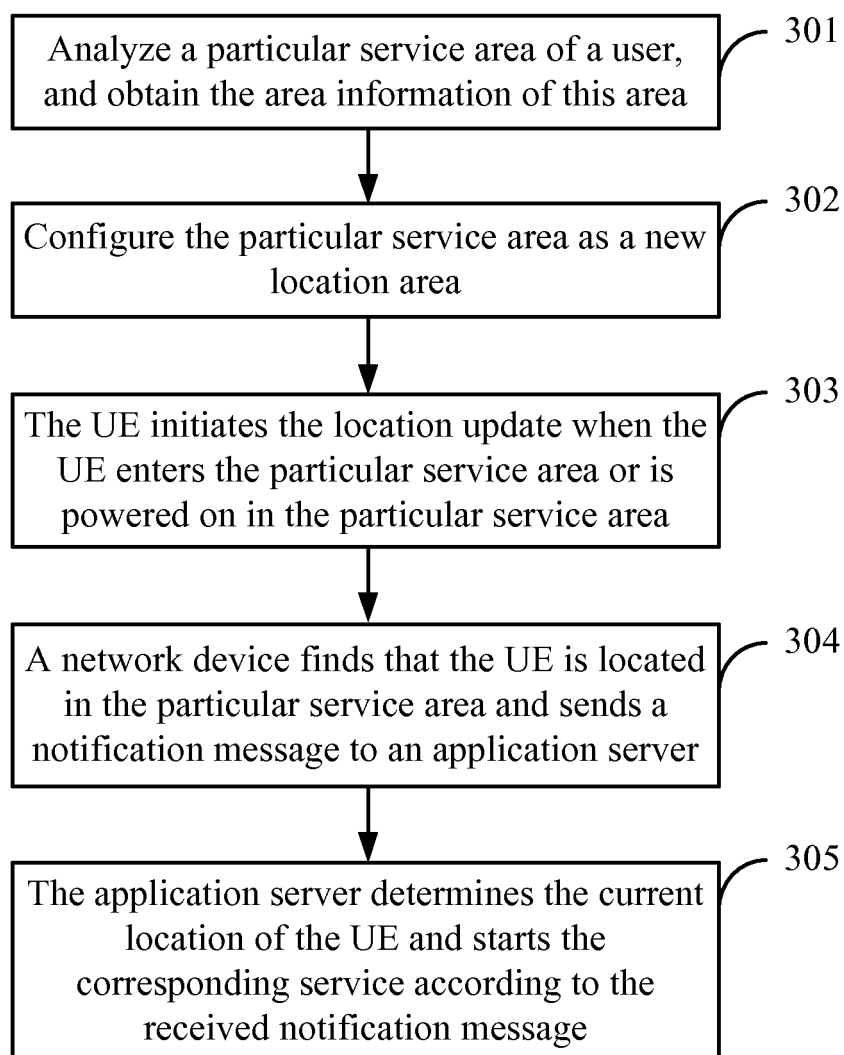 Analyze a particular service area of a user,
and obtain the area information of this area
301
Configure the particular service area as a new
location area
302
The UE initiates the location update when the
UE enters the particular service area or is
powered on in the particular service area
303
A network device finds that the UE is located
in the particular service area and sends a
notification message to an application server
304
The application server determines the current
location of the UE and starts the
corresponding service according to the
received notification message
305